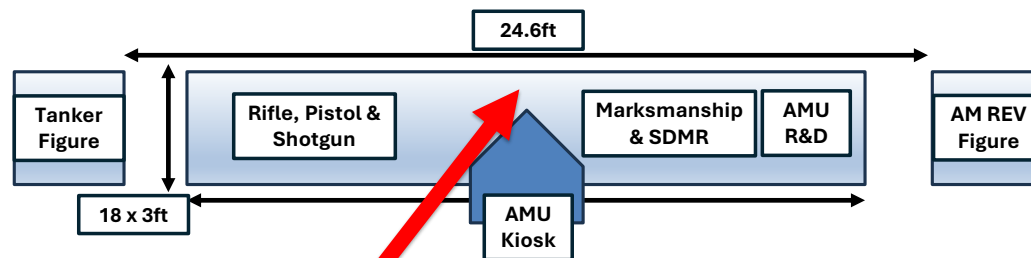 24.6ft
Tanker
Figure
Rifle, Pistol &
Shotgun
Marksmanship
& SDMR
AMU
R&D
AM REV
Figure
18 x 3ft
AMU
Kiosk